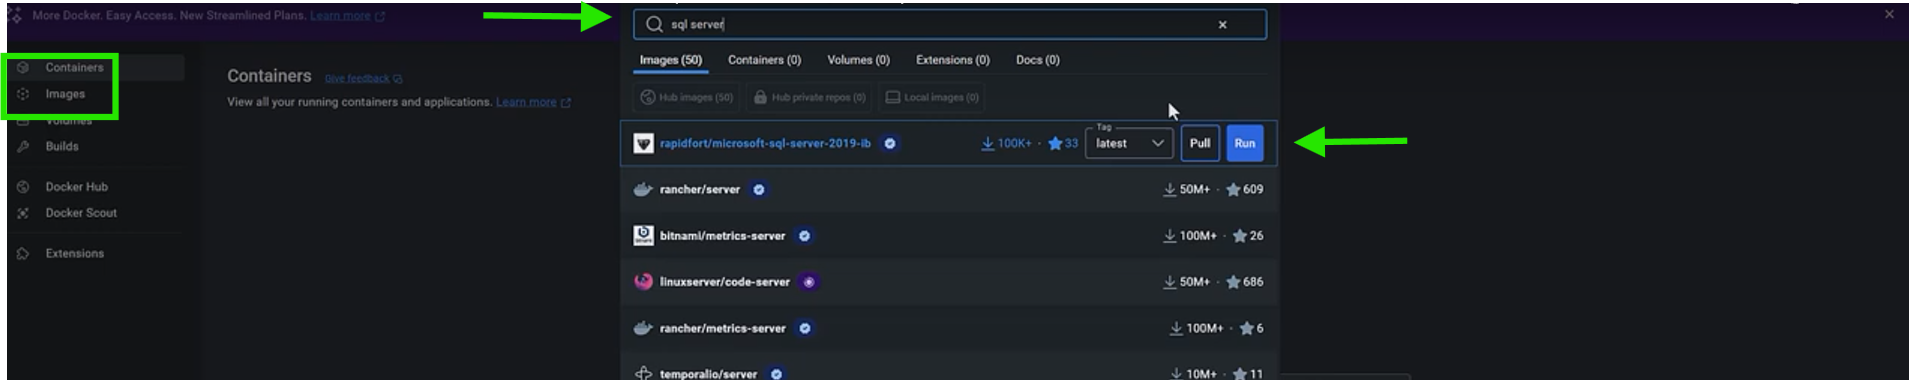 More Docker. Easy Access. New Streamlined Plans. Learn more
sql server
Containers
Images
Volumes
Builds
Docker Hub
Docker Scout
Extensions
Containers Give feedback
View all your running containers and applications. Learn more
Images (50) Containers (0) Volumes (0) Extensions (0) Docs (0)
Hub images (50) Hub private repos (0) Local images (0)
rapidfort/microsoft-sql-server-2019-ib 100K+ · 33 Tag latest Pull Run
rancher/server 50M+ · 609
bitnami/metrics-server 100M+ · 26
linuxserver/code-server 50M+ · 686
rancher/metrics-server 100M+ · 6
temporalio/server 10M+ · 11